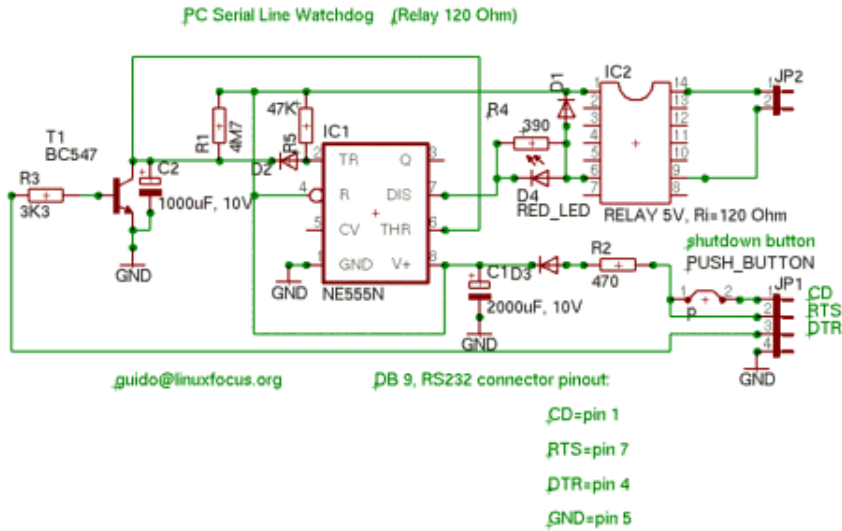 PC Serial Line Watchdog (Relay 120 Ohm)
IC2
JP2
D1
1
2
3
4
5
6
7
14
13
12
11
10
9
8
1
2
RELAY 5V, Ri=120 Ohm
R4
390
D4
RED_LED
47K
R5
R1
4M7
D2
IC1
2
4
5
1
TR
R
CV
GND
Q
DIS
THR
V+
3
7
6
8
NE555N
T1
BC547
C2
1000uF, 10V
R3
3K3
GND
GND
C1
2000uF, 10V
GND
D3
R2
470
shutdown button
PUSH_BUTTON
1
2
p
JP1
1
2
3
4
CD
RTS
DTR
GND
guido@linuxfocus.org
DB 9, RS232 connector pinout:
CD=pin 1
RTS=pin 7
DTR=pin 4
GND=pin 5